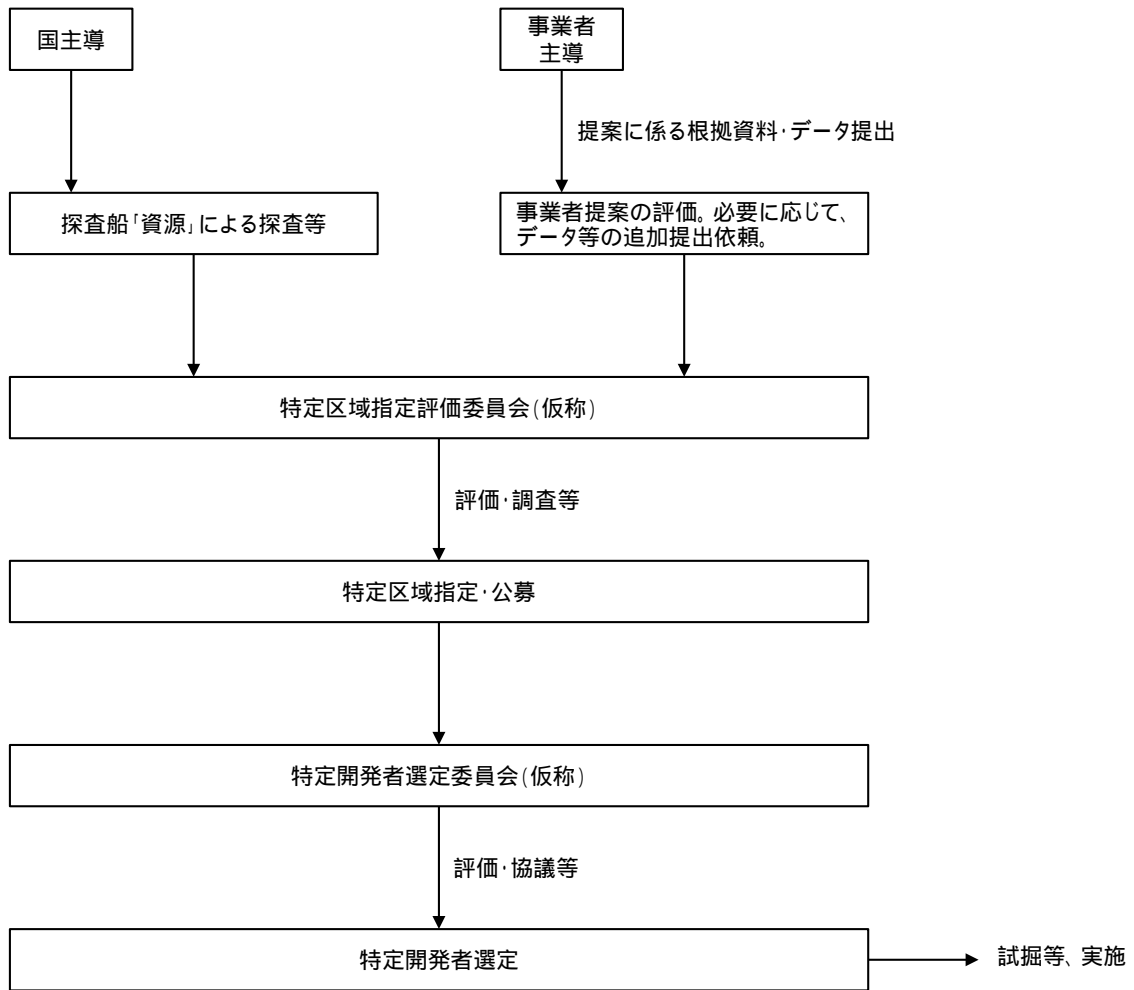 国主導
事業者
主導
提案に係る根拠資料・データ提出
探査船「資源」による探査等
事業者提案の評価。必要に応じて、
データ等の追加提出依頼。
特定区域指定評価委員会(仮称)
評価・調査等
特定区域指定・公募
特定開発者選定委員会(仮称)
評価・協議等
特定開発者選定
試掘等、実施